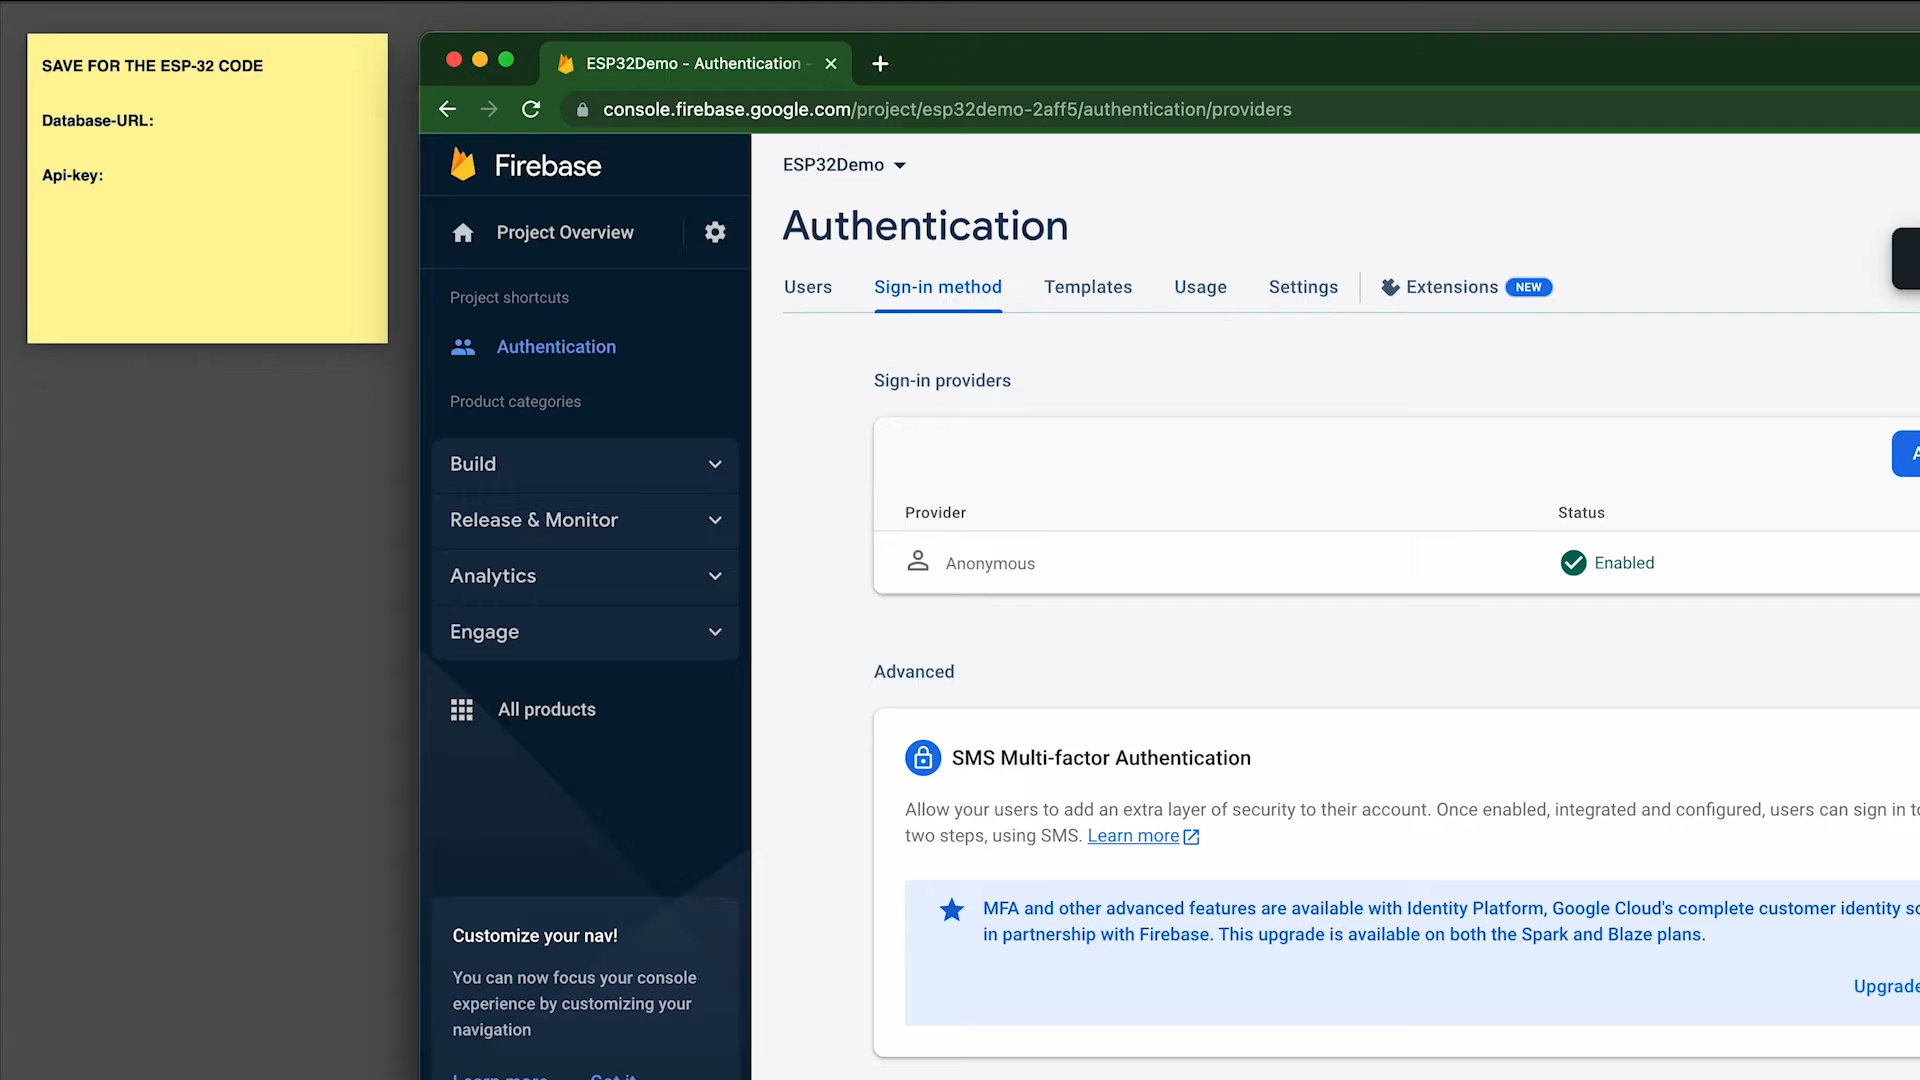 SAVE FOR THE ESP-32 CODE
Database-URL:
Api-key:
ESP32Demo - Authentication -
console.firebase.google.com/project/esp32demo-2aff5/authentication/providers
Firebase
Project Overview
Project shortcuts
Authentication
Product categories
Build
Release & Monitor
Analytics
Engage
All products
Customize your nav!
You can now focus your console
experience by customizing your
navigation
Learn more
Got it
ESP32Demo
Authentication
Users
Sign-in method
Templates
Usage
Settings
Extensions NEW
Sign-in providers
Provider
Status
Anonymous
Enabled
Advanced
SMS Multi-factor Authentication
Allow your users to add an extra layer of security to their account. Once enabled, integrated and configured, users can sign in
two steps, using SMS. Learn more
MFA and other advanced features are available with Identity Platform, Google Cloud's complete customer identity
in partnership with Firebase. This upgrade is available on both the Spark and Blaze plans.
Upgrade